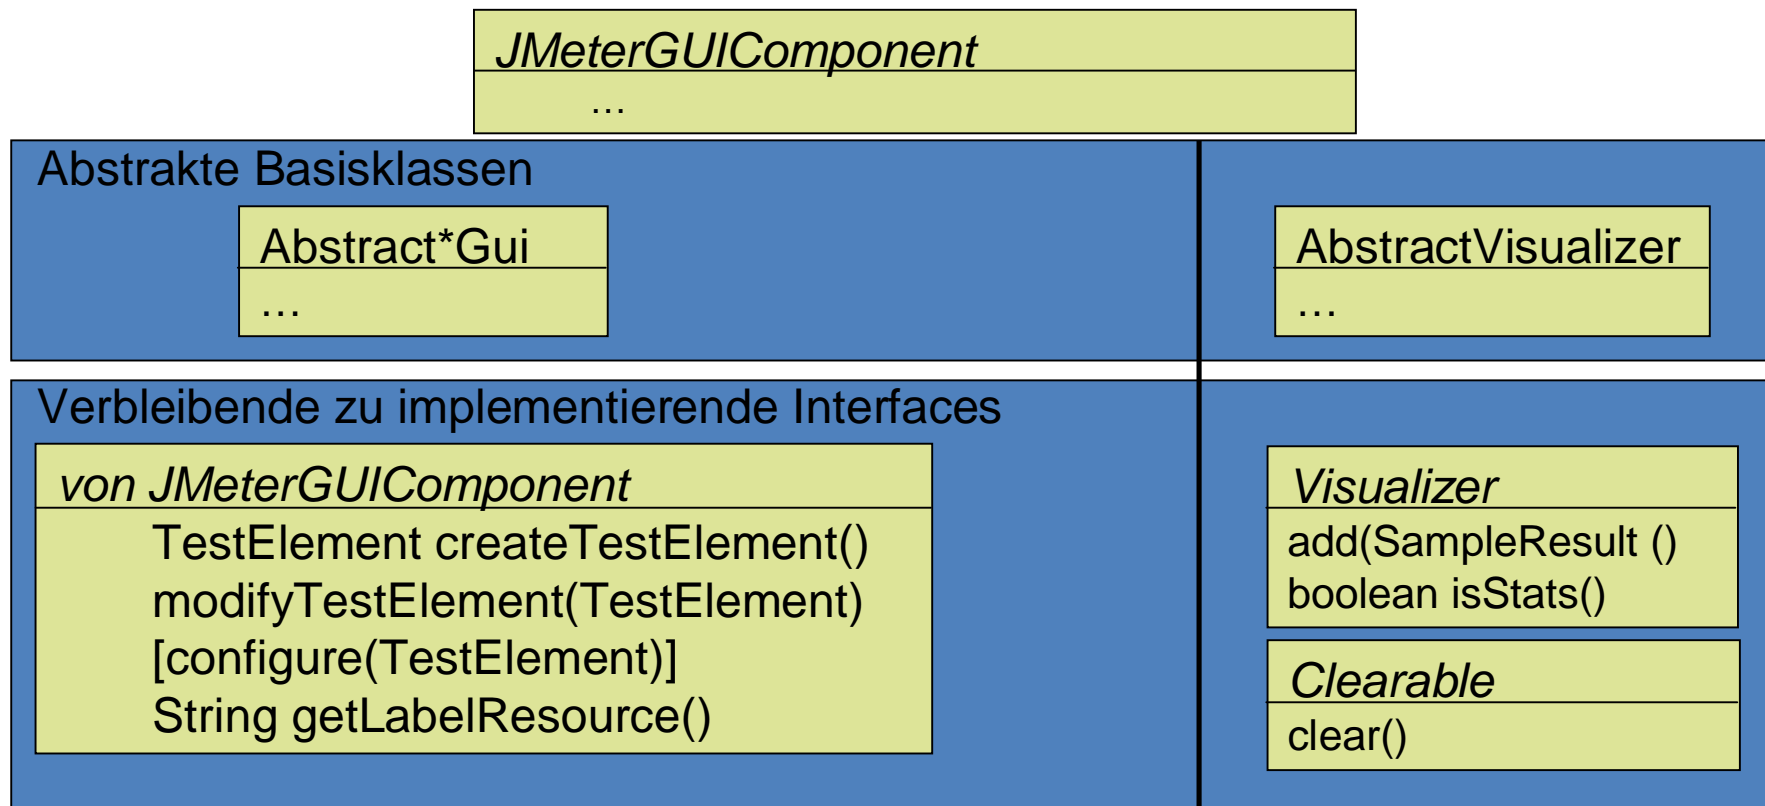 JMeterGUIComponent
…
Abstrakte Basisklassen
Abstract*Gui
…
AbstractVisualizer
…
Verbleibende zu implementierende Interfaces
von JMeterGUIComponent
TestElement createTestElement()
modifyTestElement(TestElement)
[configure(TestElement)]
String getLabelResource()
Visualizer
add(SampleResult ()
boolean isStats()
Clearable
clear()